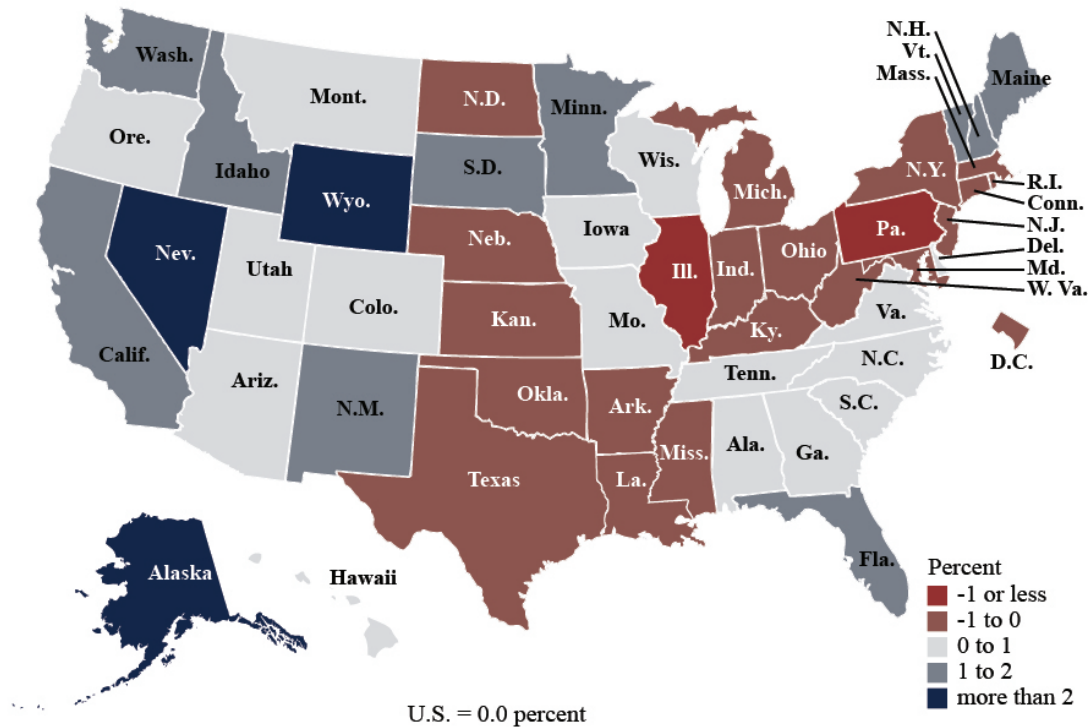 N.H.
Vt.
Mass.
Wash.
Mont.
N.D.
Minn.
Maine
Ore.
Idaho
S.D.
Wis.
N.Y.
Mich.
R.I.
Wyo.
Conn.
Nev.
Neb.
Iowa
Pa.
N.J.
Utah
Ill.
Ind.
Ohio
Del.
Md.
W. Va.
Colo.
Kan.
Mo.
Ky.
Va.
Calif.
D.C.
Ariz.
N.M.
Okla.
Ark.
Tenn.
N.C.
S.C.
Texas
La.
Miss.
Ala.
Ga.
Alaska
Hawaii
Fla.
Percent
-1 or less
-1 to 0
0 to 1
1 to 2
more than 2
U.S. = 0.0 percent